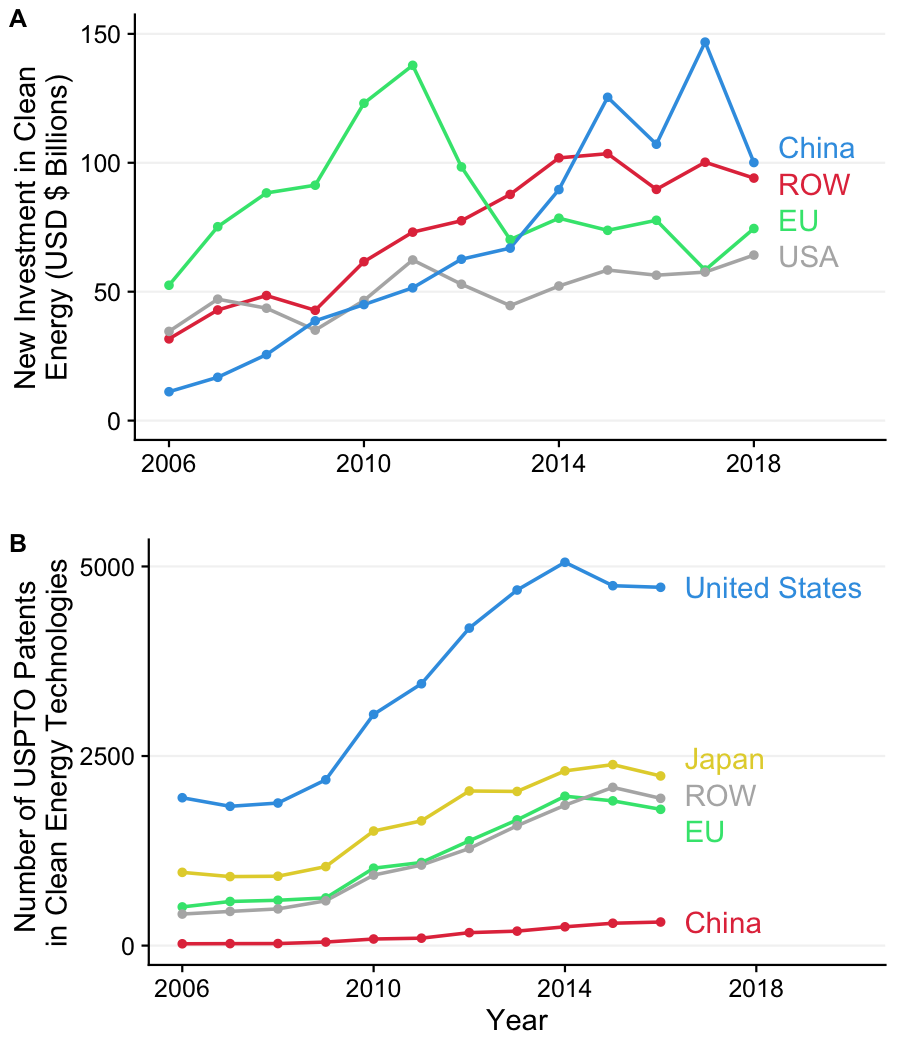 A
New Investment in Clean
Energy (USD $ Billions)
150
100
50
0
China
ROW
EU
USA
2006 2010 2014 2018
B
Number of USPTO Patents
in Clean Energy Technologies
5000
2500
0
United States
Japan
ROW
EU
China
2006 2010 2014 2018
Year